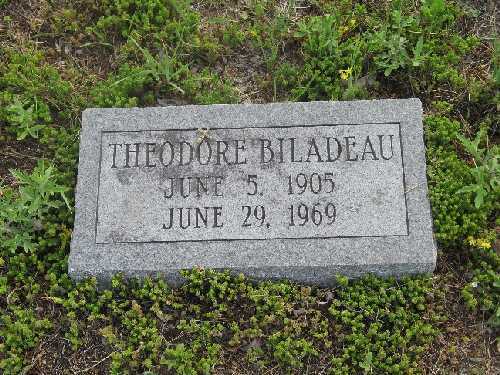 THEODORE BILADEAU
JUNE 5, 1905
JUNE 29, 1969